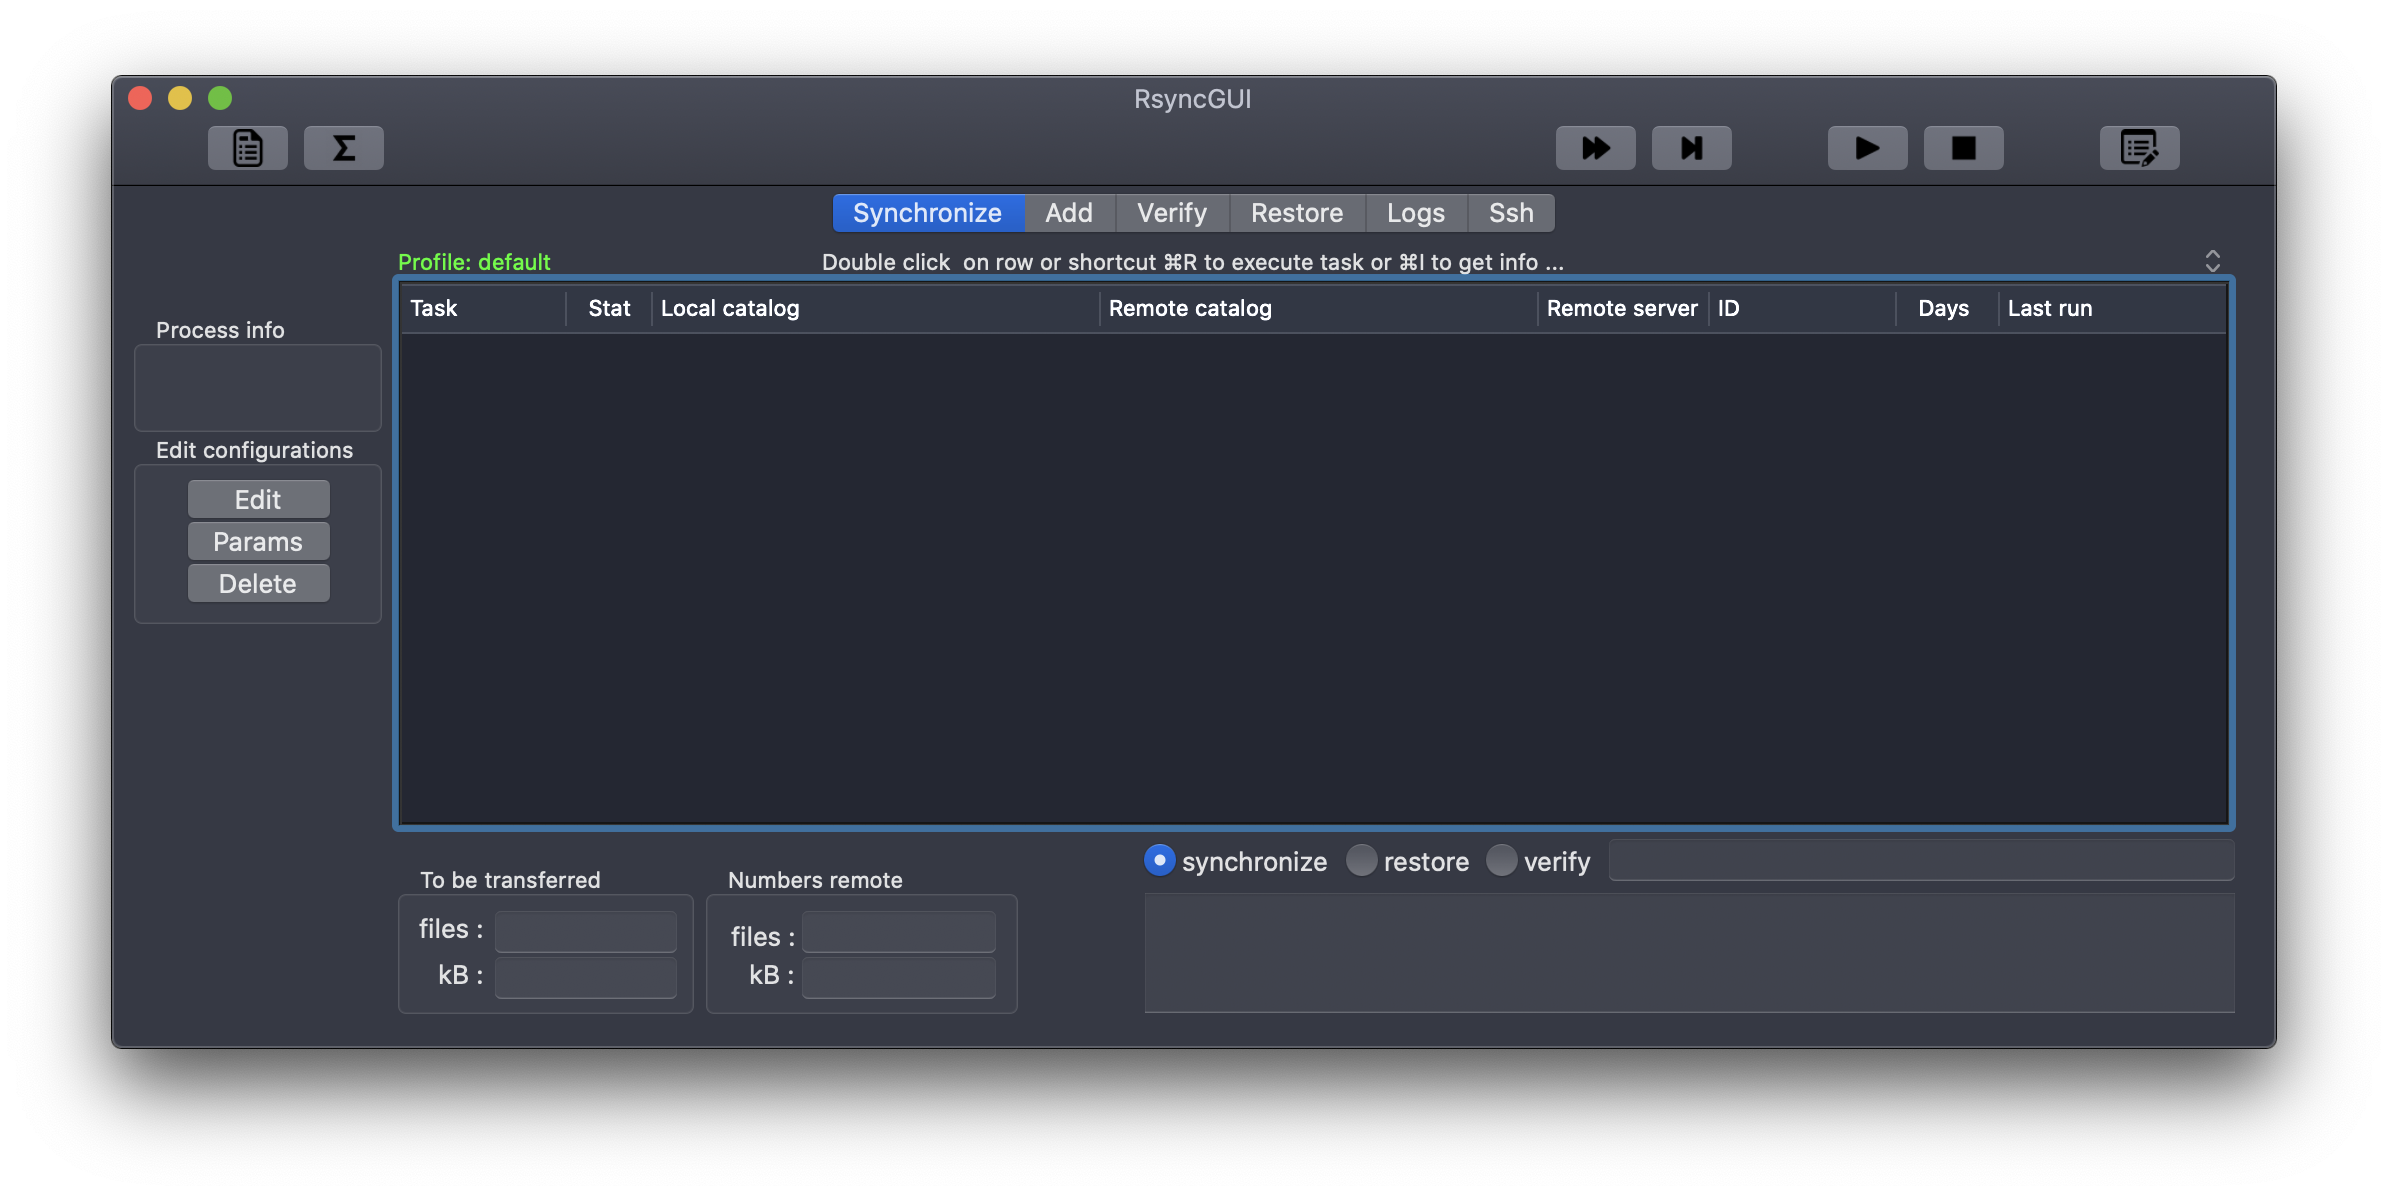 RsyncGUI
Synchronize Add Verify Restore Logs Ssh
Profile: default Double click  on row or shortcut ⌘R to execute task or ⌘I to get info ...
Task Stat Local catalog Remote catalog Remote server ID Days Last run
Process info
Edit configurations
Edit
Params
Delete
synchronize restore verify
To be transferred
files :
kB :
Numbers remote
files :
kB :